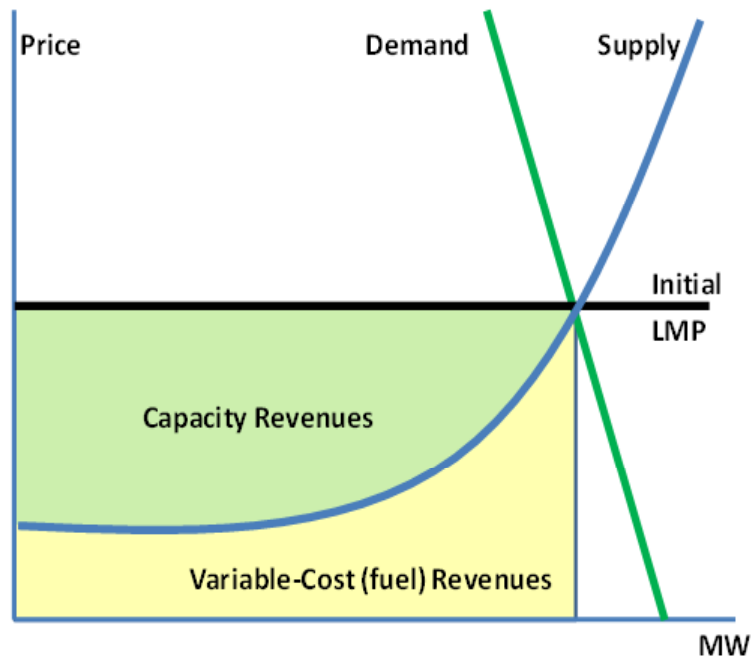 Price
Demand
Supply
Initial
LMP
Capacity Revenues
Variable-Cost (fuel) Revenues
MW